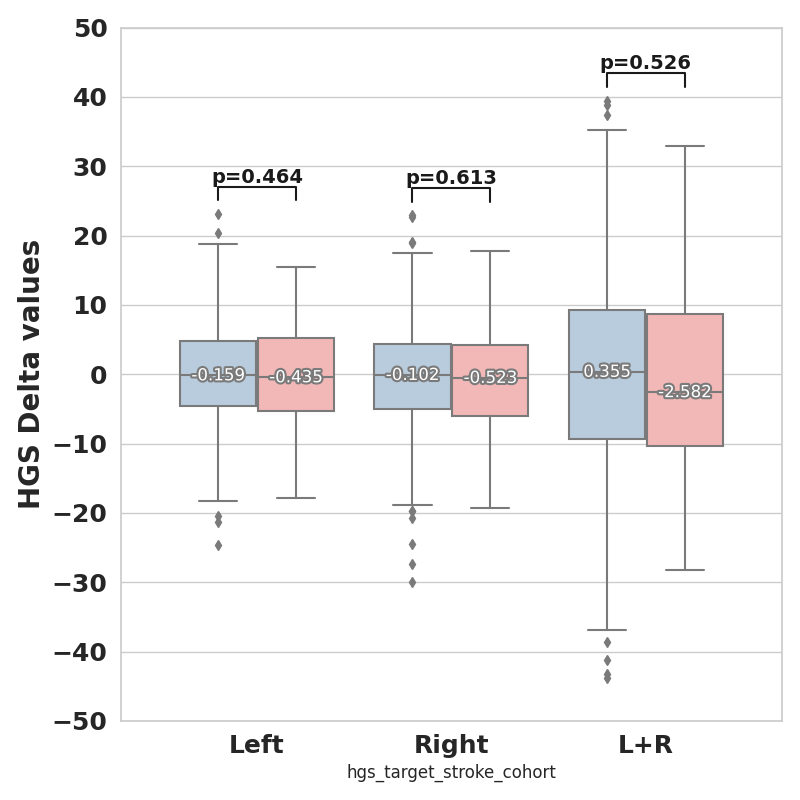 50
40
30
20
10
0
−10
−20
−30
−40
−50
HGS Delta values
p=0.464
p=0.613
p=0.526
-0.159
-0.435
-0.102
-0.523
0.355
-2.582
Left
Right
L+R
hgs_target_stroke_cohort